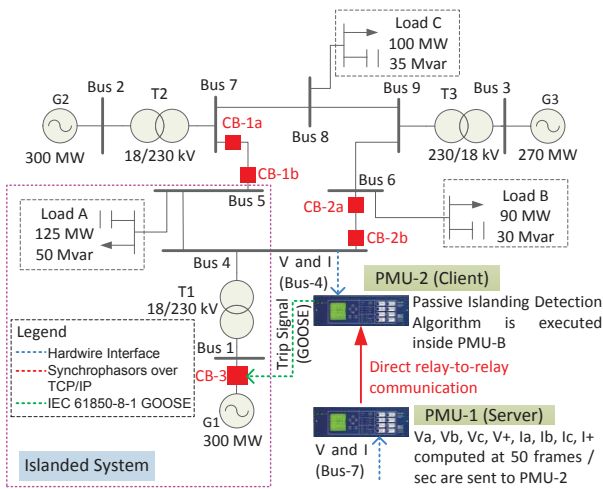 Load C
100 MW
35 Mvar
Bus 2
T2
Bus 7
Bus 9
T3
Bus 3
G2
G3
CB-1a
Bus 8
300 MW
18/230 kV
230/18 kV
270 MW
CB-1b
Bus 6
Bus 5
CB-2a
Load A
125 MW
50 Mvar
Load B
90 MW
30 Mvar
CB-2b
Bus 4
V and I
(Bus-4)
PMU-2 (Client)
T1
18/230 kV
Trip Signal
(GOOSE)
Passive Islanding Detection
Algorithm is executed
inside PMU-B
Legend
Hardwire Interface
Synchrophasors over
TCP/IP
IEC 61850-8-1 GOOSE
Bus 1
CB-3
Direct relay-to-relay
communication
G1
300 MW
PMU-1 (Server)
Islanded System
V and I
(Bus-7)
Va, Vb, Vc, V+, Ia, Ib, Ic, I+
computed at 50 frames /
sec are sent to PMU-2